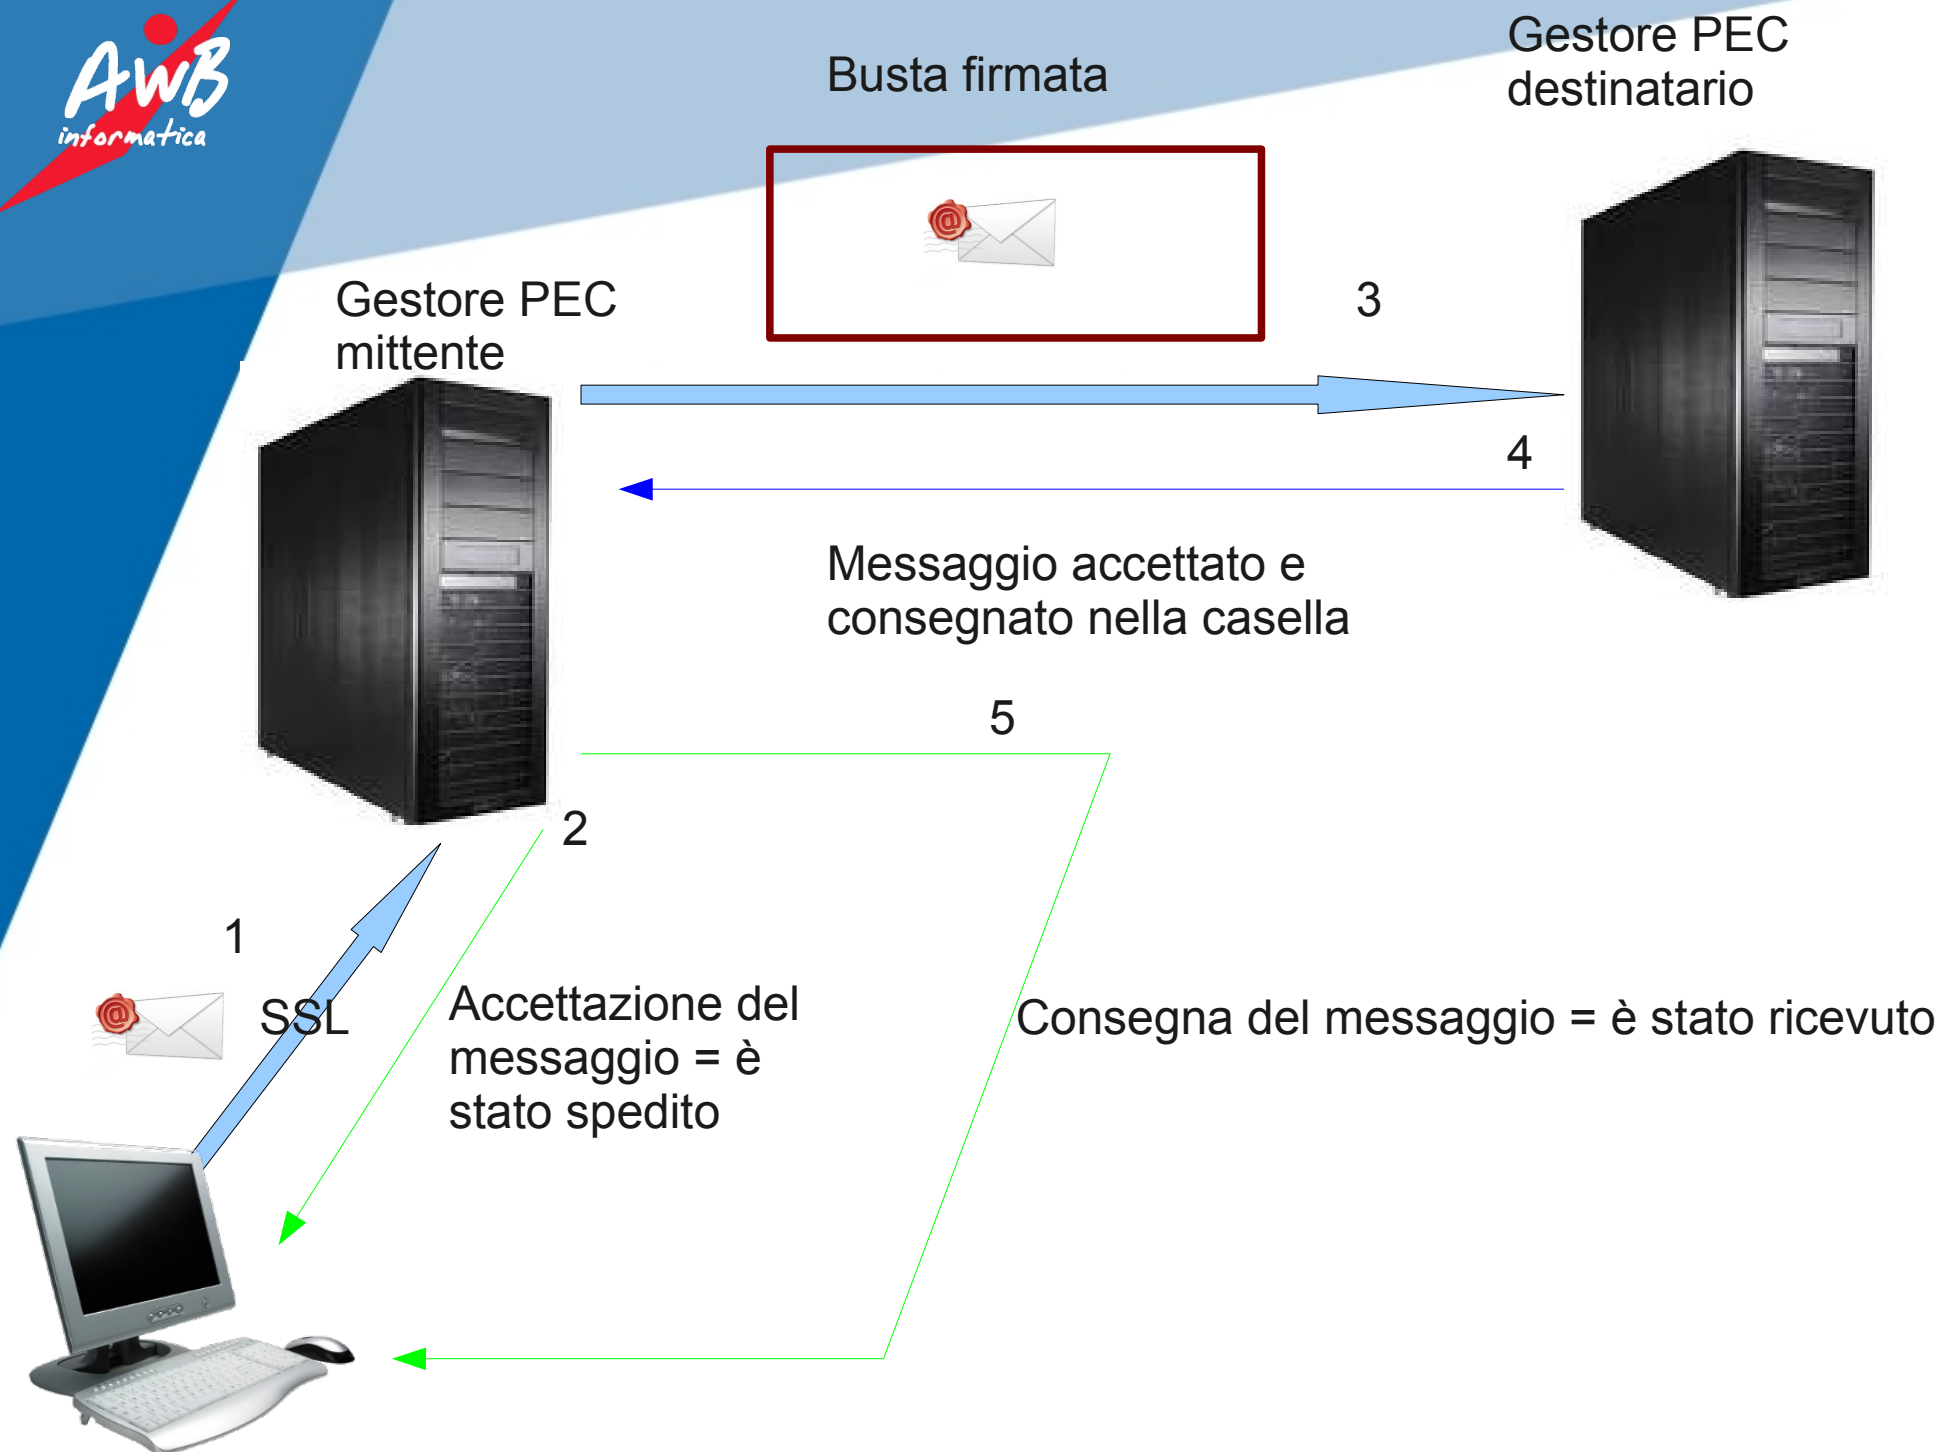 AWB
informatica
Busta firmata
Gestore PEC
destinatario
Gestore PEC
mittente
3
4
Messaggio accettato e
consegnato nella casella
5
2
1
SSL
Accettazione del
messaggio = è
stato spedito
Consegna del messaggio = è stato ricevuto